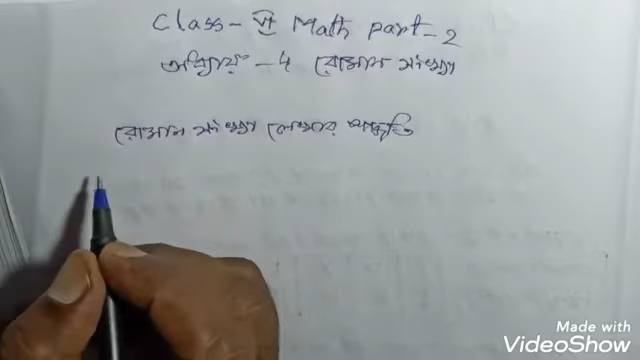 Class - VI Math part - 2
অধ্যায় - 4 রোমান সংখ্যা
রোমান সংখ্যা লেখার পদ্ধতি
Made with
VideoShow